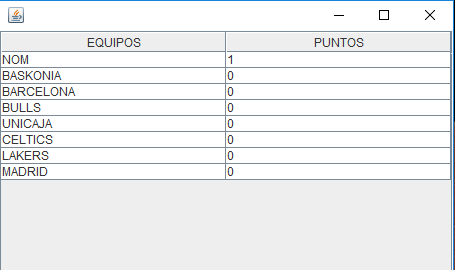 EQUIPOS PUNTOS
NOM 1
BASKONIA 0
BARCELONA 0
BULLS 0
UNICAJA 0
CELTICS 0
LAKERS 0
MADRID 0